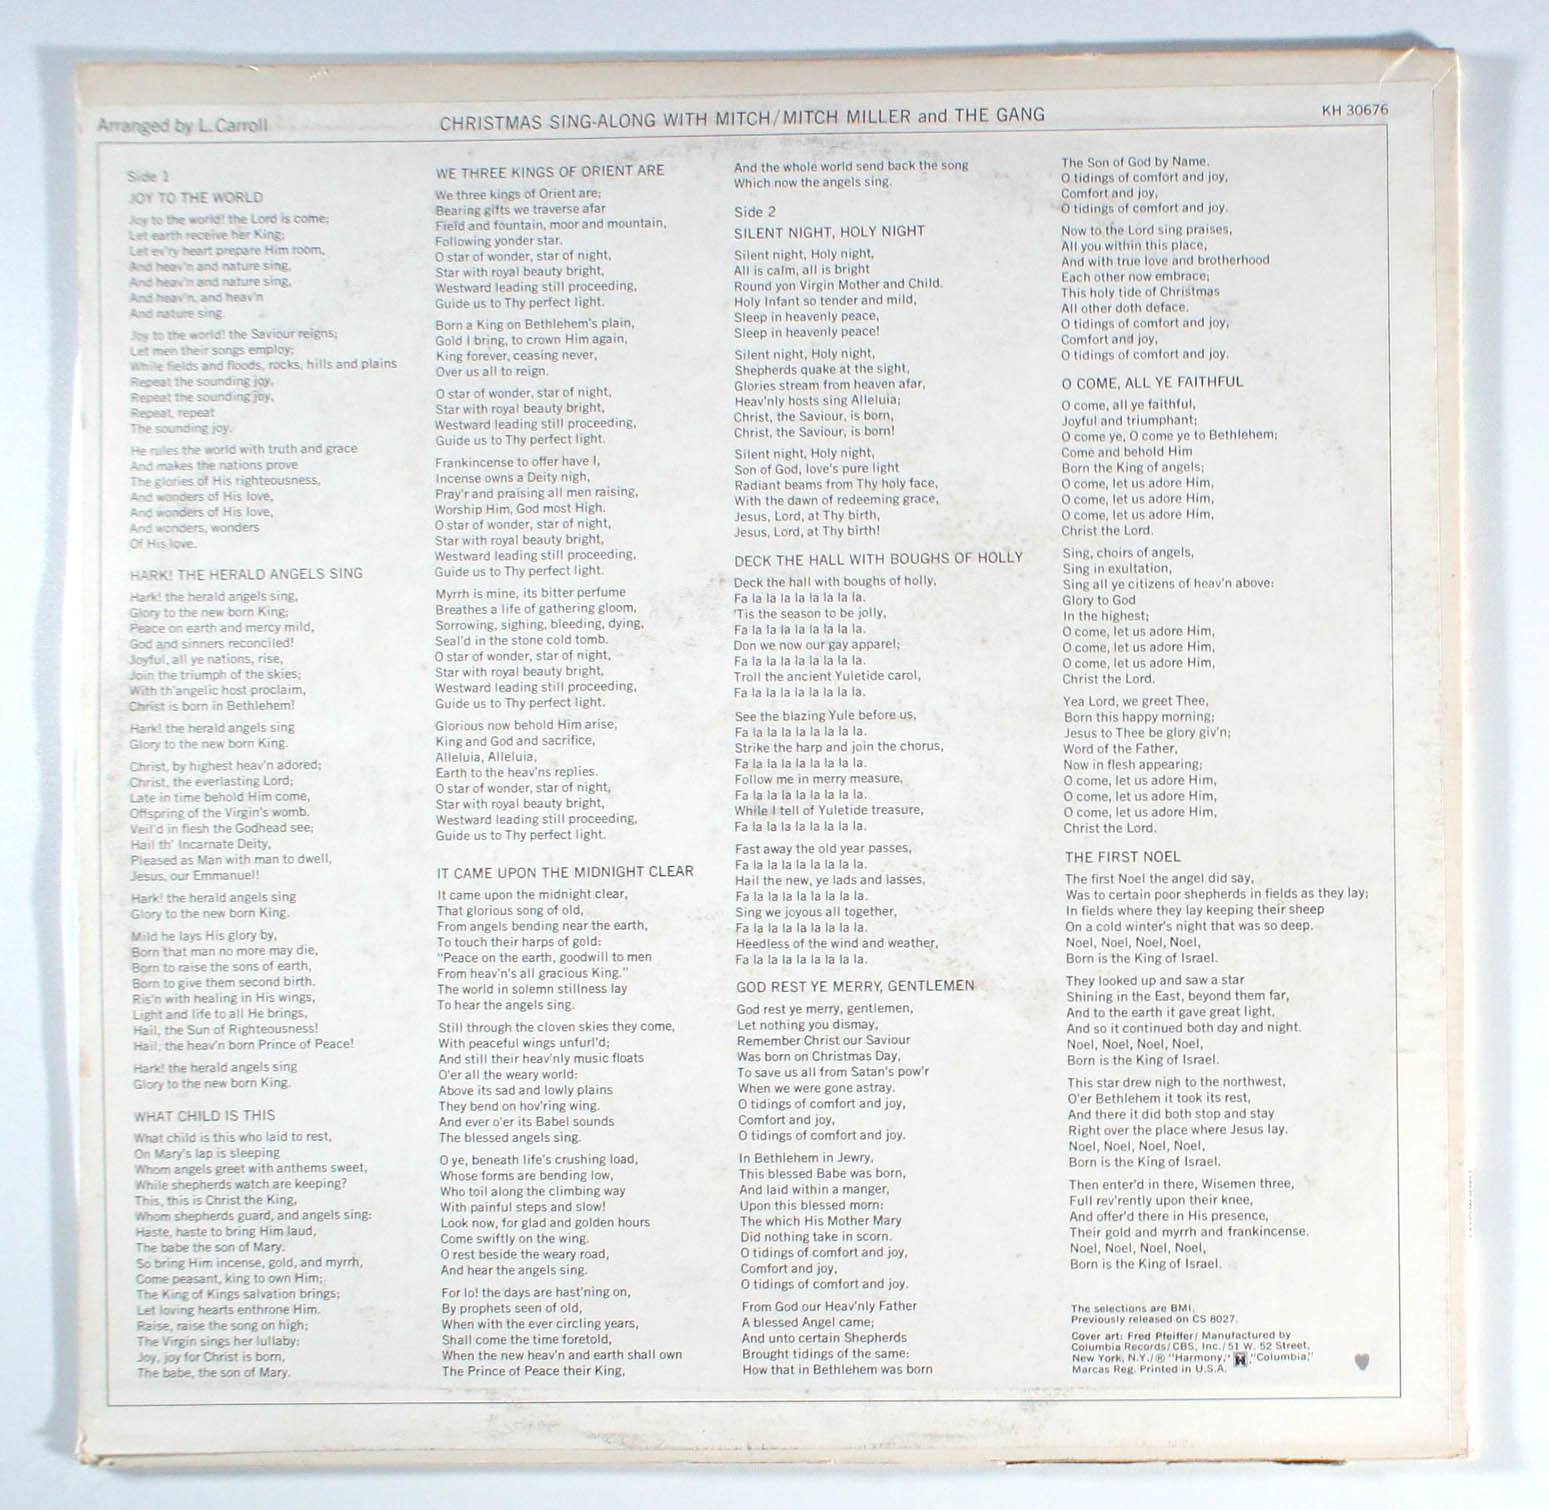 Arranged by L. Carroll
CHRISTMAS SING-ALONG WITH MITCH/MITCH MILLER and THE GANG
KH 30676
Side 1
JOY TO THE WORLD
Joy to the world! the Lord is come;
Let earth receive her King;
Let ev'ry heart prepare Him room,
And heav'n and nature sing,
And heav'n and nature sing,
And heav'n, and heav'n
And nature sing.
Joy to the world! the Saviour reigns;
Let men their songs employ;
While fields and floods, rocks, hills and plains
Repeat the sounding joy,
Repeat the sounding joy,
Repeat, repeat
The sounding joy.
He rules the world with truth and grace
And makes the nations prove
The glories of His righteousness,
And wonders of His love,
And wonders of His love,
And wonders, wonders
Of His love.
HARK! THE HERALD ANGELS SING
Hark! the herald angels sing,
Glory to the new born King;
Peace on earth and mercy mild,
God and sinners reconciled!
Joyful, all ye nations, rise,
Join the triumph of the skies;
With th'angelic host proclaim,
Christ is born in Bethlehem!
Hark! the herald angels sing
Glory to the new born King.
Christ, by highest heav'n adored;
Christ, the everlasting Lord;
Late in time behold Him come,
Offspring of the Virgin's womb.
Veil'd in flesh the Godhead see;
Hail th' Incarnate Deity,
Pleased as Man with man to dwell,
Jesus, our Emmanuel!
Hark! the herald angels sing
Glory to the new born King.
Mild he lays His glory by,
Born that man no more may die,
Born to raise the sons of earth,
Born to give them second birth.
Ris'n with healing in His wings,
Light and life to all He brings,
Hail, the Sun of Righteousness!
Hail, the heav'n born Prince of Peace!
Hark! the herald angels sing
Glory to the new born King.
WHAT CHILD IS THIS
What child is this who laid to rest,
On Mary's lap is sleeping
Whom angels greet with anthems sweet,
While shepherds watch are keeping?
This, this is Christ the King,
Whom shepherds guard, and angels sing:
Haste, haste to bring Him laud,
The babe the son of Mary.
So bring Him incense, gold, and myrrh,
Come peasant, king to own Him;
The King of Kings salvation brings;
Let loving hearts enthrone Him.
Raise, raise the song on high;
The Virgin sings her lullaby:
Joy, joy for Christ is born,
The babe, the son of Mary.
WE THREE KINGS OF ORIENT ARE
We three kings of Orient are;
Bearing gifts we traverse afar
Field and fountain, moor and mountain,
Following yonder star.
O star of wonder, star of night,
Star with royal beauty bright,
Westward leading still proceeding,
Guide us to Thy perfect light.
Born a King on Bethlehem's plain,
Gold I bring, to crown Him again,
King forever, ceasing never,
Over us all to reign.
O star of wonder, star of night,
Star with royal beauty bright,
Westward leading still proceeding,
Guide us to Thy perfect light.
Frankincense to offer have I,
Incense owns a Deity nigh,
Pray'r and praising all men raising,
Worship Him, God most High.
O star of wonder, star of night,
Star with royal beauty bright,
Westward leading still proceeding,
Guide us to Thy perfect light.
Myrrh is mine, its bitter perfume
Breathes a life of gathering gloom,
Sorrowing, sighing, bleeding, dying,
Seal'd in the stone cold tomb.
O star of wonder, star of night,
Star with royal beauty bright,
Westward leading still proceeding,
Guide us to Thy perfect light.
Glorious now behold Him arise,
King and God and sacrifice,
Alleluia, Alleluia,
Earth to the heav'ns replies.
O star of wonder, star of night,
Star with royal beauty bright,
Westward leading still proceeding,
Guide us to Thy perfect light.
IT CAME UPON THE MIDNIGHT CLEAR
It came upon the midnight clear,
That glorious song of old,
From angels bending near the earth,
To touch their harps of gold:
"Peace on the earth, goodwill to men
From heav'n's all gracious King."
The world in solemn stillness lay
To hear the angels sing.
Still through the cloven skies they come,
With peaceful wings unfurl'd;
And still their heav'nly music floats
O'er all the weary world:
Above its sad and lowly plains
They bend on hov'ring wing.
And ever o'er its Babel sounds
The blessed angels sing.
O ye, beneath life's crushing load,
Whose forms are bending low,
Who toil along the climbing way
With painful steps and slow!
Look now, for glad and golden hours
Come swiftly on the wing.
O rest beside the weary road,
And hear the angels sing.
For lo! the days are hast'ning on,
By prophets seen of old,
When with the ever circling years,
Shall come the time foretold,
When the new heav'n and earth shall own
The Prince of Peace their King,
And the whole world send back the song
Which now the angels sing.
Side 2
SILENT NIGHT, HOLY NIGHT
Silent night, Holy night,
All is calm, all is bright
Round yon Virgin Mother and Child.
Holy Infant so tender and mild,
Sleep in heavenly peace,
Sleep in heavenly peace!
Silent night, Holy night,
Shepherds quake at the sight,
Glories stream from heaven afar,
Heav'nly hosts sing Alleluia;
Christ, the Saviour, is born,
Christ, the Saviour, is born!
Silent night, Holy night,
Son of God, love's pure light
Radiant beams from Thy holy face,
With the dawn of redeeming grace,
Jesus, Lord, at Thy birth,
Jesus, Lord, at Thy birth!
DECK THE HALL WITH BOUGHS OF HOLLY
Deck the hall with boughs of holly,
Fa la la la la la la la la.
'Tis the season to be jolly,
Fa la la la la la la la la.
Don we now our gay apparel;
Fa la la la la la la la la.
Troll the ancient Yuletide carol,
Fa la la la la la la la la.
See the blazing Yule before us,
Fa la la la la la la la la.
Strike the harp and join the chorus,
Fa la la la la la la la la.
Follow me in merry measure,
Fa la la la la la la la la.
While I tell of Yuletide treasure,
Fa la la la la la la la la.
Fast away the old year passes,
Fa la la la la la la la la.
Hail the new, ye lads and lasses,
Fa la la la la la la la la.
Sing we joyous all together,
Fa la la la la la la la la.
Heedless of the wind and weather,
Fa la la la la la la la la.
GOD REST YE MERRY, GENTLEMEN
God rest ye merry, gentlemen,
Let nothing you dismay,
Remember Christ our Saviour
Was born on Christmas Day,
To save us all from Satan's pow'r
When we were gone astray.
O tidings of comfort and joy,
Comfort and joy,
O tidings of comfort and joy.
In Bethlehem in Jewry,
This blessed Babe was born,
And laid within a manger,
Upon this blessed morn:
The which His Mother Mary
Did nothing take in scorn.
O tidings of comfort and joy,
Comfort and joy,
O tidings of comfort and joy.
From God our Heav'nly Father
A blessed Angel came;
And unto certain Shepherds
Brought tidings of the same:
How that in Bethlehem was born
The Son of God by Name.
O tidings of comfort and joy,
Comfort and joy,
O tidings of comfort and joy.
Now to the Lord sing praises,
All you within this place,
And with true love and brotherhood
Each other now embrace;
This holy tide of Christmas
All other doth deface.
O tidings of comfort and joy,
Comfort and joy,
O tidings of comfort and joy.
O COME, ALL YE FAITHFUL
O come, all ye faithful,
Joyful and triumphant;
O come ye, O come ye to Bethlehem;
Come and behold Him
Born the King of angels;
O come, let us adore Him,
O come, let us adore Him,
O come, let us adore Him,
Christ the Lord.
Sing, choirs of angels,
Sing in exultation,
Sing all ye citizens of heav'n above:
Glory to God
In the highest;
O come, let us adore Him,
O come, let us adore Him,
O come, let us adore Him,
Christ the Lord.
Yea Lord, we greet Thee,
Born this happy morning;
Jesus to Thee be glory giv'n;
Word of the Father,
Now in flesh appearing;
O come, let us adore Him,
O come, let us adore Him,
O come, let us adore Him,
Christ the Lord.
THE FIRST NOEL
The first Noel the angel did say,
Was to certain poor shepherds in fields as they lay;
In fields where they lay keeping their sheep
On a cold winter's night that was so deep.
Noel, Noel, Noel, Noel,
Born is the King of Israel.
They looked up and saw a star
Shining in the East, beyond them far,
And to the earth it gave great light,
And so it continued both day and night.
Noel, Noel, Noel, Noel,
Born is the King of Israel.
This star drew nigh to the northwest,
O'er Bethlehem it took its rest,
And there it did both stop and stay
Right over the place where Jesus lay.
Noel, Noel, Noel, Noel,
Born is the King of Israel.
Then enter'd in there, Wisemen three,
Full rev'rently upon their knee,
And offer'd there in His presence,
Their gold and myrrh and frankincense.
Noel, Noel, Noel, Noel,
Born is the King of Israel.
The selections are BMI.
Previously released on CS 8027.
Cover art: Fred Pfeiffer/ Manufactured by
Columbia Records/CBS, Inc./51 W. 52 Street,
New York, N.Y./® "Harmony," H, "Columbia,"
Marcas Reg. Printed in U.S.A.